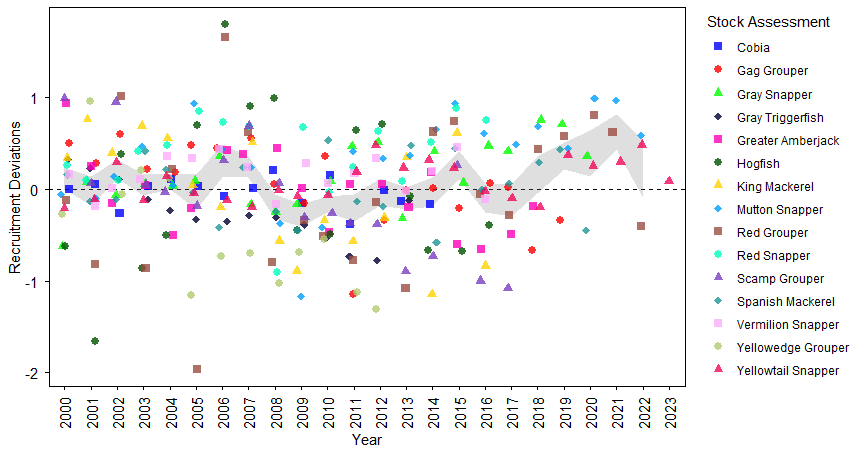 Recruitment Deviations
1
0
-1
-2
2000 2001 2002 2003 2004 2005 2006 2007 2008 2009 2010 2011 2012 2013 2014 2015 2016 2017 2018 2019 2020 2021 2022 2023
Year
Stock Assessment
Cobia
Gag Grouper
Gray Snapper
Gray Triggerfish
Greater Amberjack
Hogfish
King Mackerel
Mutton Snapper
Red Grouper
Red Snapper
Scamp Grouper
Spanish Mackerel
Vermilion Snapper
Yellowedge Grouper
Yellowtail Snapper